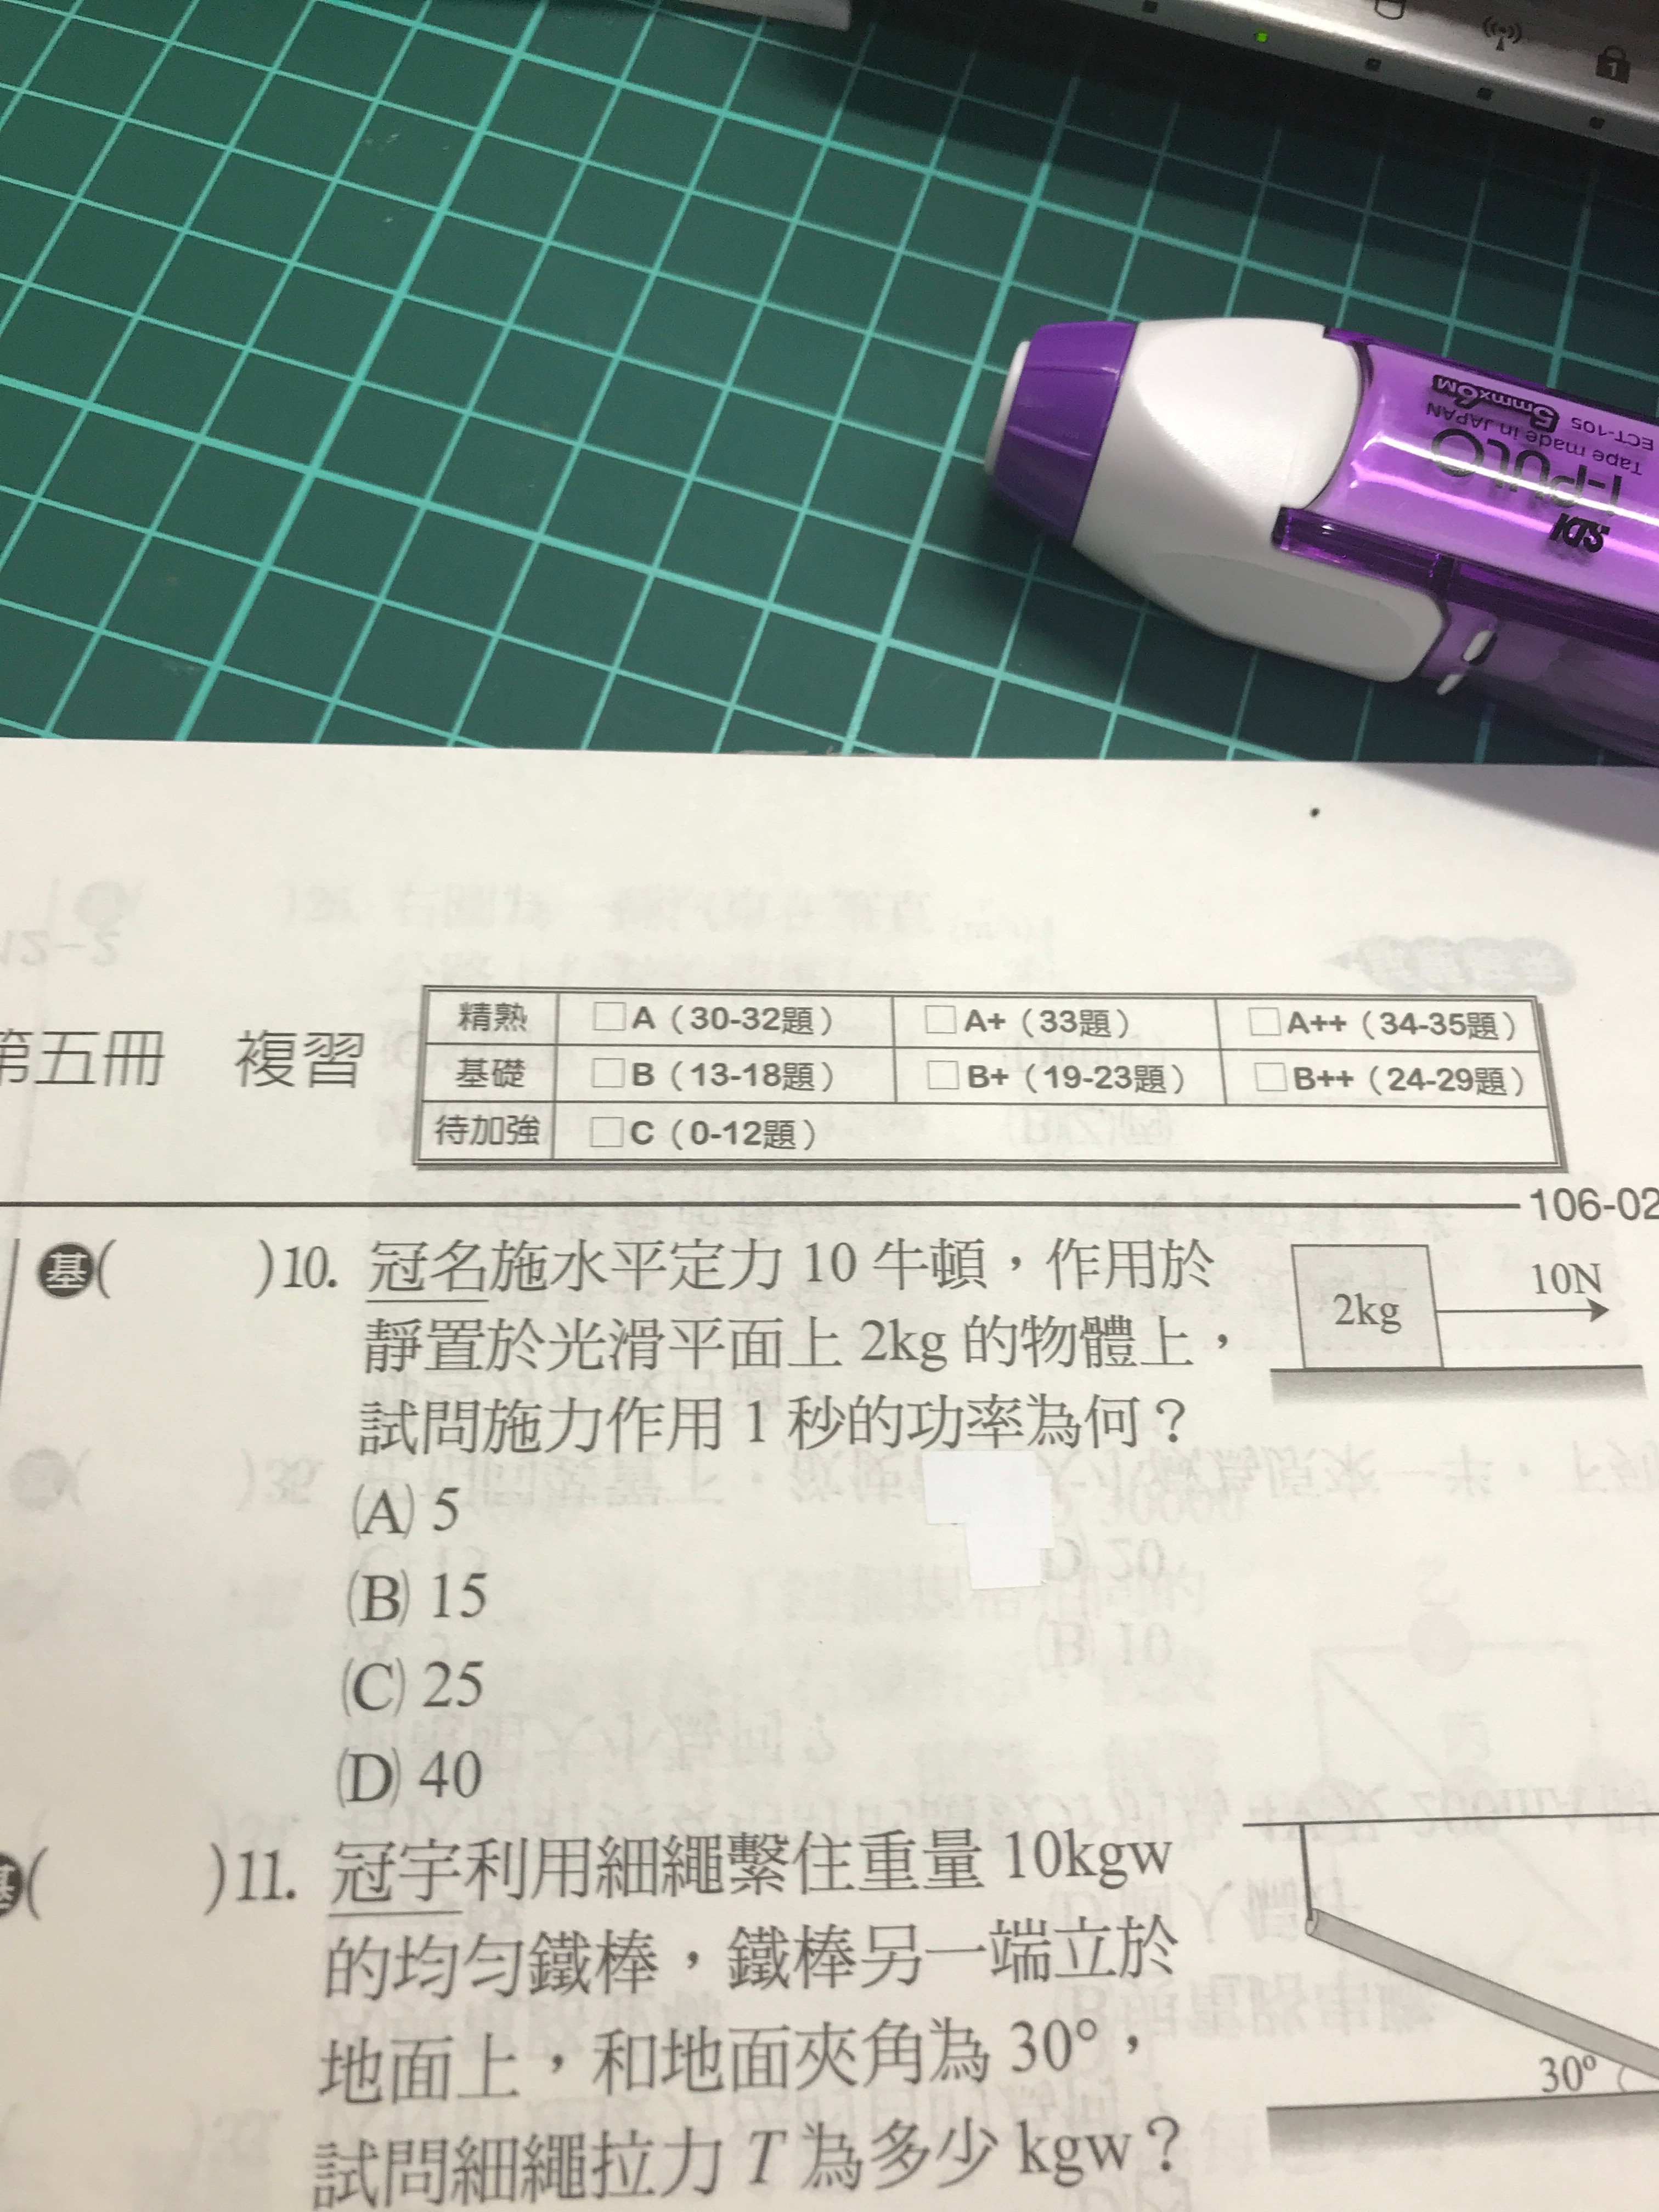 1
5mmx6M
ECT-105
Tape made in JAPAN
i-PULO
SDI
第五冊 複習
精熟 □A（30-32題） □A+（33題） □A++（34-35題）
基礎 □B（13-18題） □B+（19-23題） □B++（24-29題）
待加強 □C（0-12題）
106-02
基( )10. 冠名施水平定力 10 牛頓，作用於
靜置於光滑平面上 2kg 的物體上，
試問施力作用 1 秒的功率為何？
(A) 5
(B) 15
(C) 25
(D) 40
2kg
10N
基( )11. 冠宇利用細繩繫住重量 10kgw
的均勻鐵棒，鐵棒另一端立於
地面上，和地面夾角為 30°，
試問細繩拉力 T 為多少 kgw？
30°